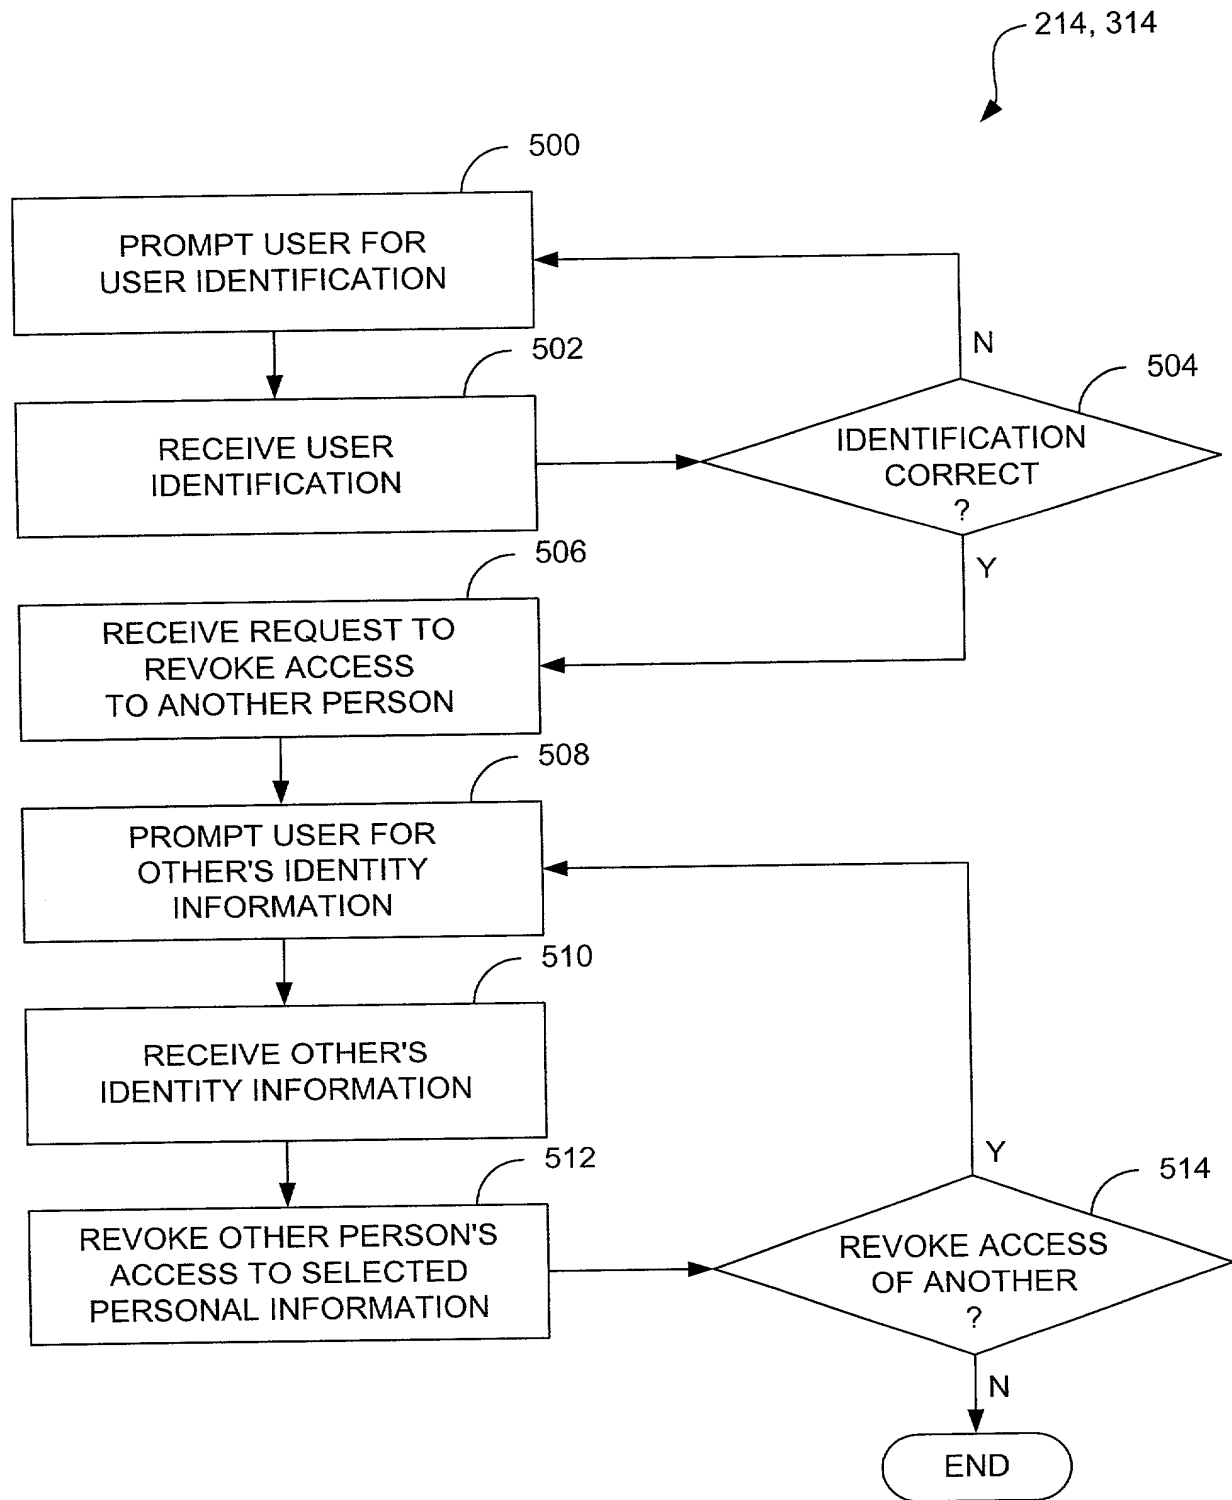 214, 314
500
PROMPT USER FOR
USER IDENTIFICATION
502
RECEIVE USER
IDENTIFICATION
N
504
IDENTIFICATION
CORRECT
?
Y
506
RECEIVE REQUEST TO
REVOKE ACCESS
TO ANOTHER PERSON
508
PROMPT USER FOR
OTHER'S IDENTITY
INFORMATION
510
RECEIVE OTHER'S
IDENTITY INFORMATION
512
REVOKE OTHER PERSON'S
ACCESS TO SELECTED
PERSONAL INFORMATION
Y
514
REVOKE ACCESS
OF ANOTHER
?
N
END